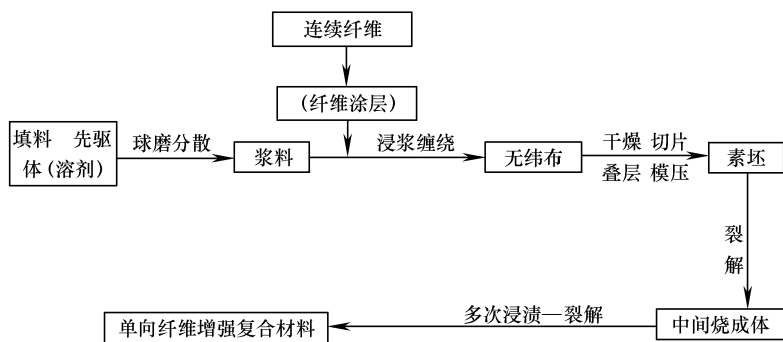 连续纤维
(纤维涂层)
填料 先驱
体(溶剂)
球磨分散
浆料
浸浆缠绕
无纬布
干燥 切片
叠层 模压
素坯
裂
解
中间烧成体
多次浸渍—裂解
单向纤维增强复合材料